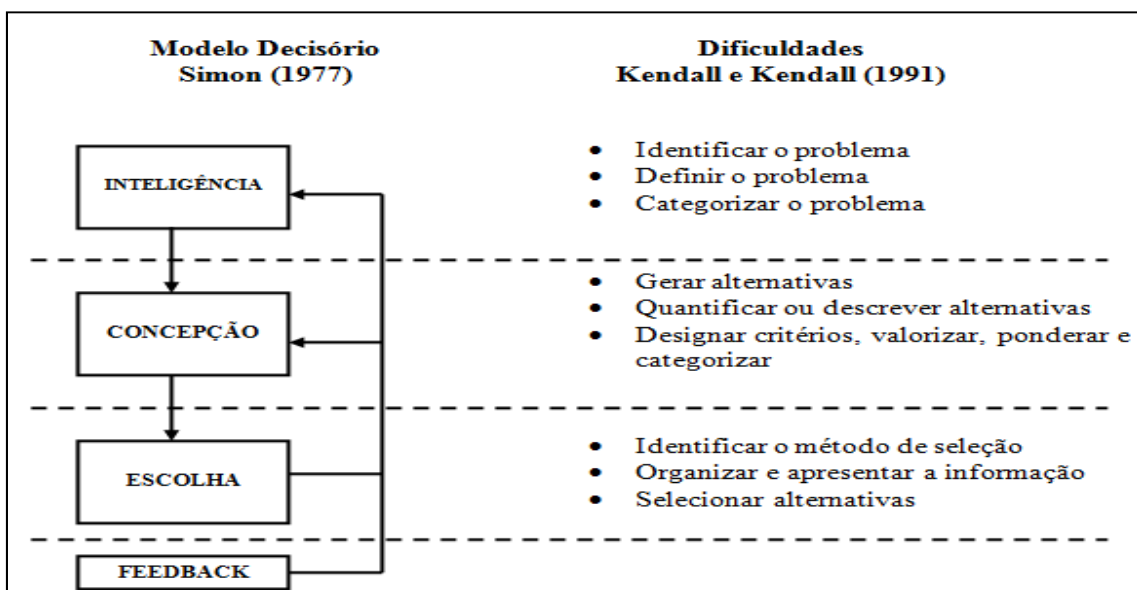 Modelo Decisório
Simon (1977)
Dificuldades
Kendall e Kendall (1991)
INTELIGÊNCIA
• Identificar o problema
• Definir o problema
• Categorizar o problema
CONCEPÇÃO
• Gerar alternativas
• Quantificar ou descrever alternativas
• Designar critérios, valorizar, ponderar e
categorizar
ESCOLHA
• Identificar o método de seleção
• Organizar e apresentar a informação
• Selecionar alternativas
FEEDBACK